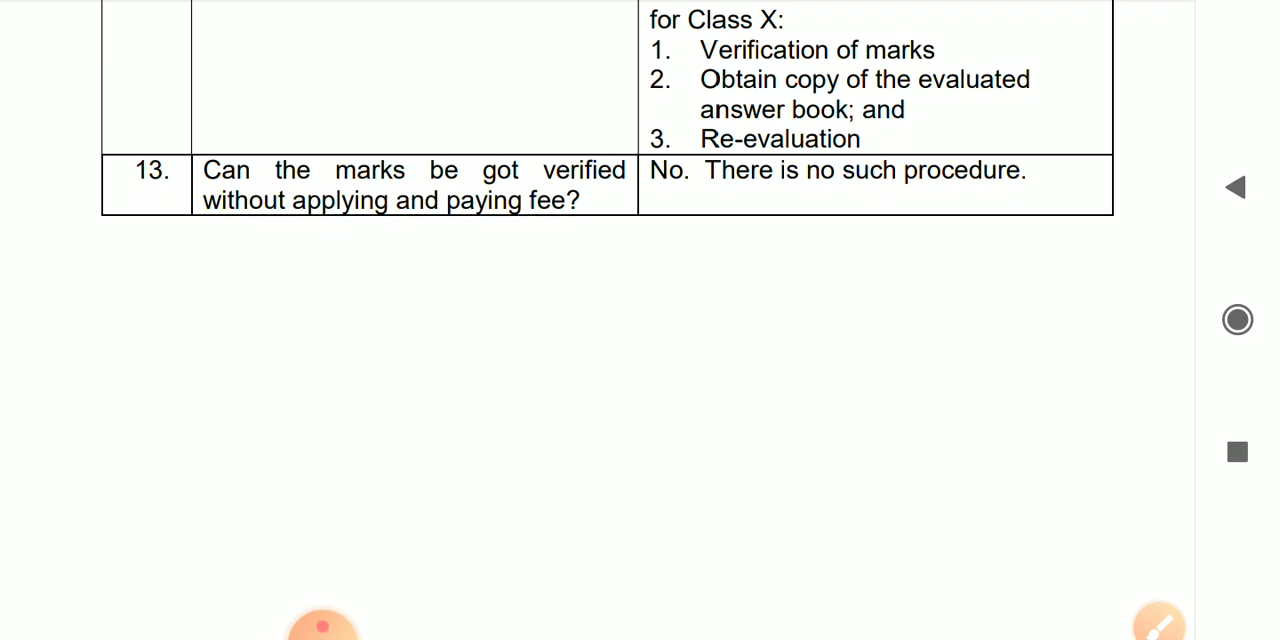 for Class X:
1. Verification of marks
2. Obtain copy of the evaluated
answer book; and
3. Re-evaluation
13. Can the marks be got verified
without applying and paying fee?
No. There is no such procedure.